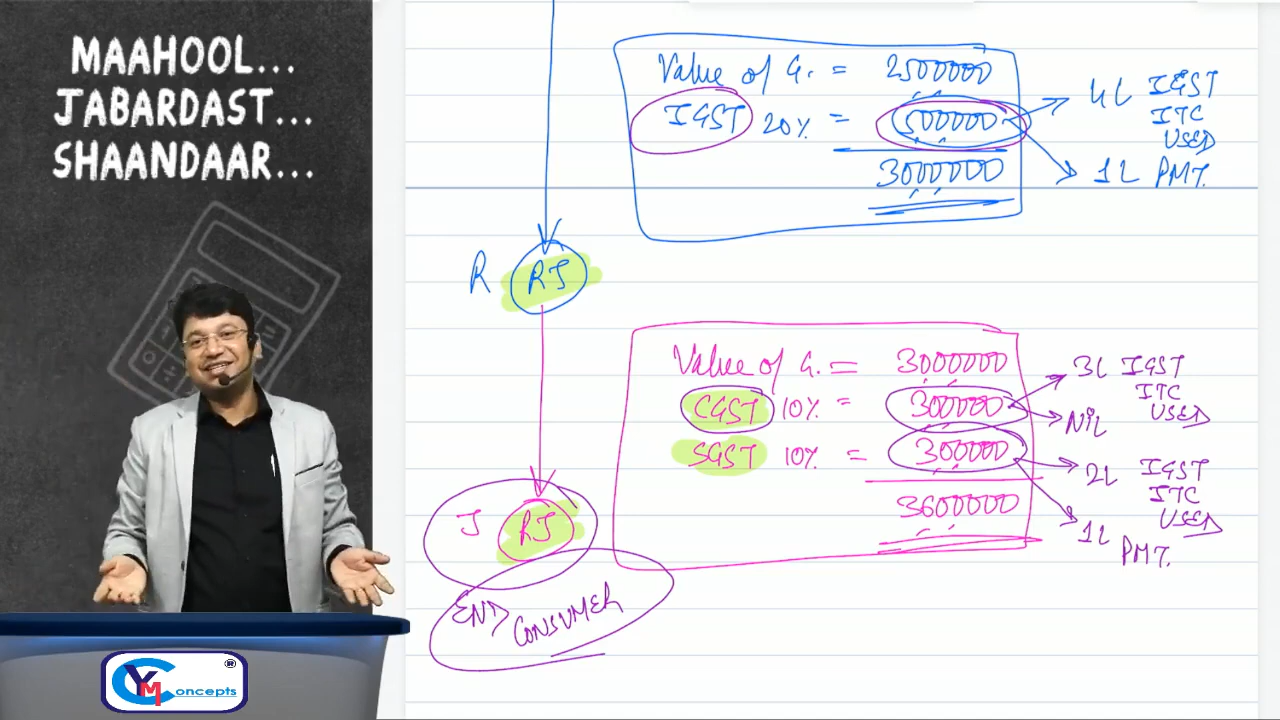 MAAHOOL...
JABARDAST...
SHAANDAAR...
Value of G. = 2500000
IGST 20% = 500000
3000000
4L IGST
ITC
USED
1L PMT.
R RJ
Value of G. = 3000000
CGST 10% = 300000
SGST 10% = 300000
3600000
3L IGST
ITC
USED
NIL
2L IGST
ITC
USED
1L
PMT.
J RJ
END CONSUMER
YM Concepts
®